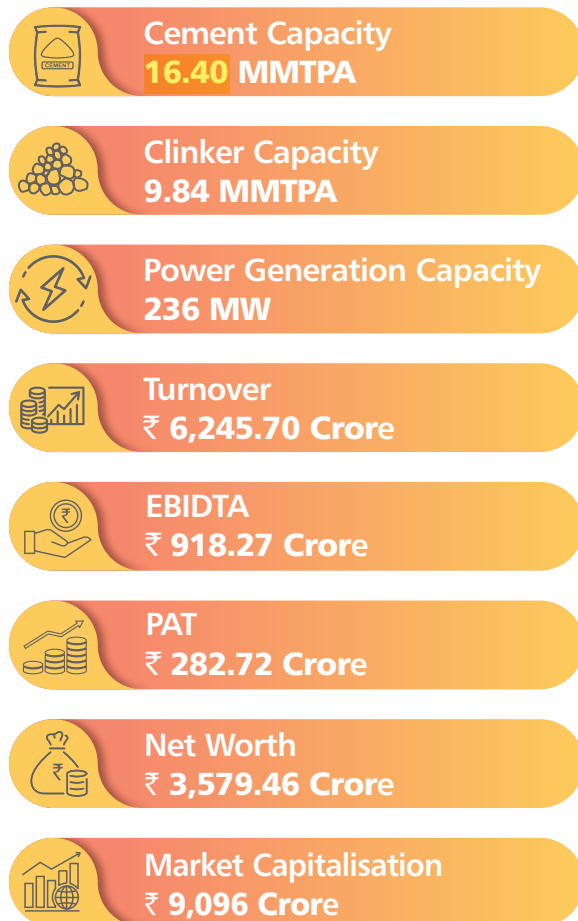 Cement Capacity
CEMENT
16.40 MMTPA
Clinker Capacity
9.84 MMTPA
Power Generation Capacity
236 MW
Turnover
₹ 6,245.70 Crore
EBIDTA
₹
₹ 918.27 Crore
PAT
₹ 282.72 Crore
Net Worth
₹
₹ 3,579.46 Crore
Market Capitalisation
₹ 9,096 Crore